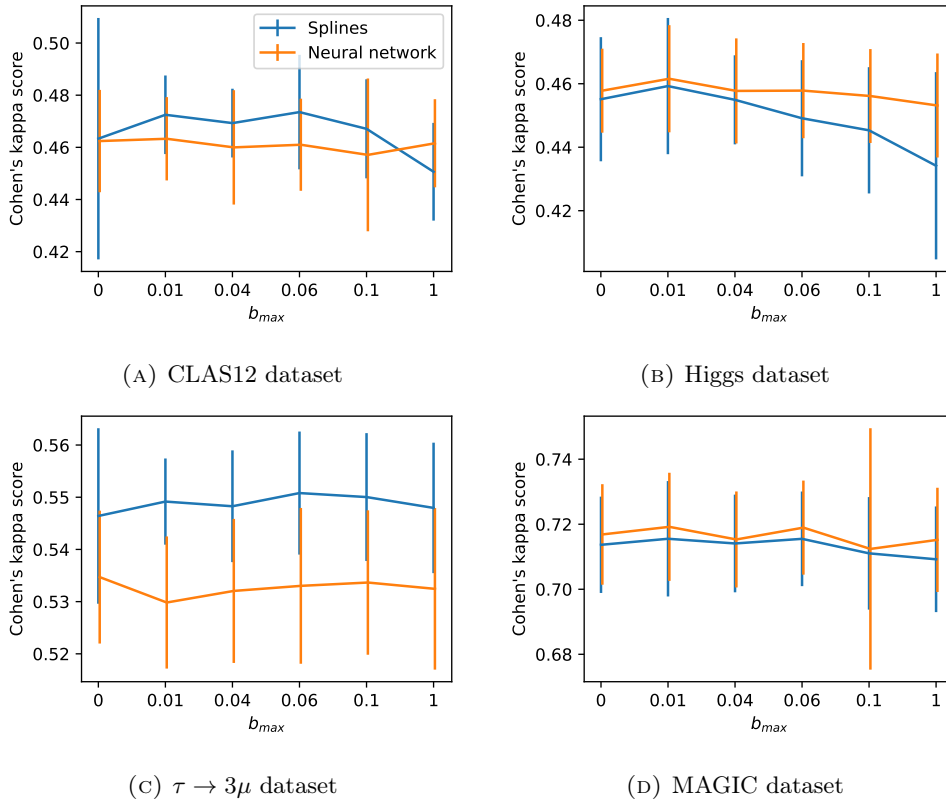 Splines
Neural network
Cohen's kappa score
0.50
0.48
0.46
0.44
0.42
0 0.01 0.04 0.06 0.1 1
b_max
(A) CLAS12 dataset
Cohen's kappa score
0.48
0.46
0.44
0.42
0 0.01 0.04 0.06 0.1 1
b_max
(B) Higgs dataset
Cohen's kappa score
0.56
0.55
0.54
0.53
0.52
0 0.01 0.04 0.06 0.1 1
b_max
(C) τ → 3μ dataset
Cohen's kappa score
0.74
0.72
0.70
0.68
0 0.01 0.04 0.06 0.1 1
b_max
(D) MAGIC dataset